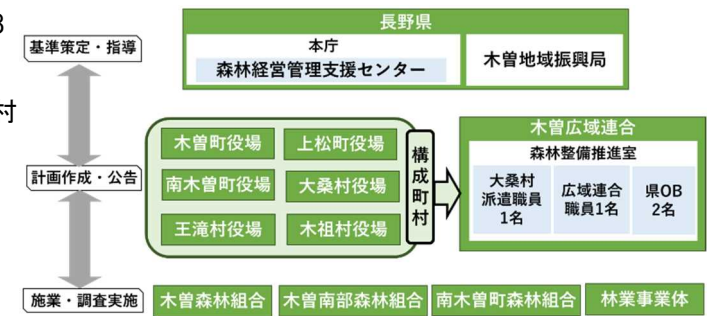 3
村
基準策定・指導
計画作成・公告
施業・調査実施
長野県
本庁
森林経営管理支援センター
木曽地域振興局
木曽町役場
上松町役場
南木曽町役場
大桑村役場
王滝村役場
木祖村役場
構成町村
木曽広域連合
森林整備推進室
大桑村
派遣職員
1名
広域連合
職員1名
県OB
2名
木曽森林組合
木曽南部森林組合
南木曽町森林組合
林業事業体